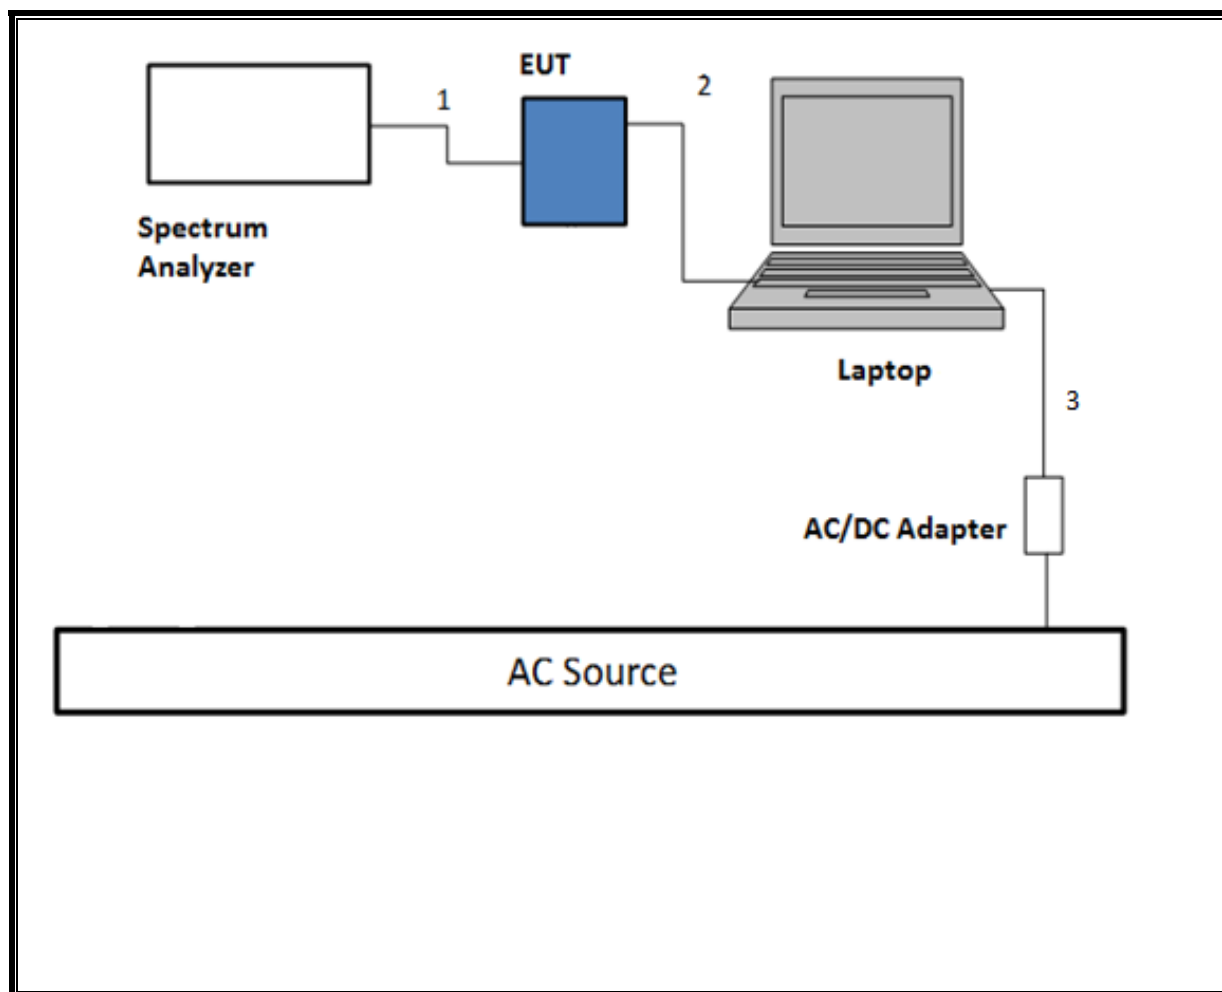 EUT
1
2
Spectrum
Analyzer
Laptop
3
AC/DC Adapter
AC Source